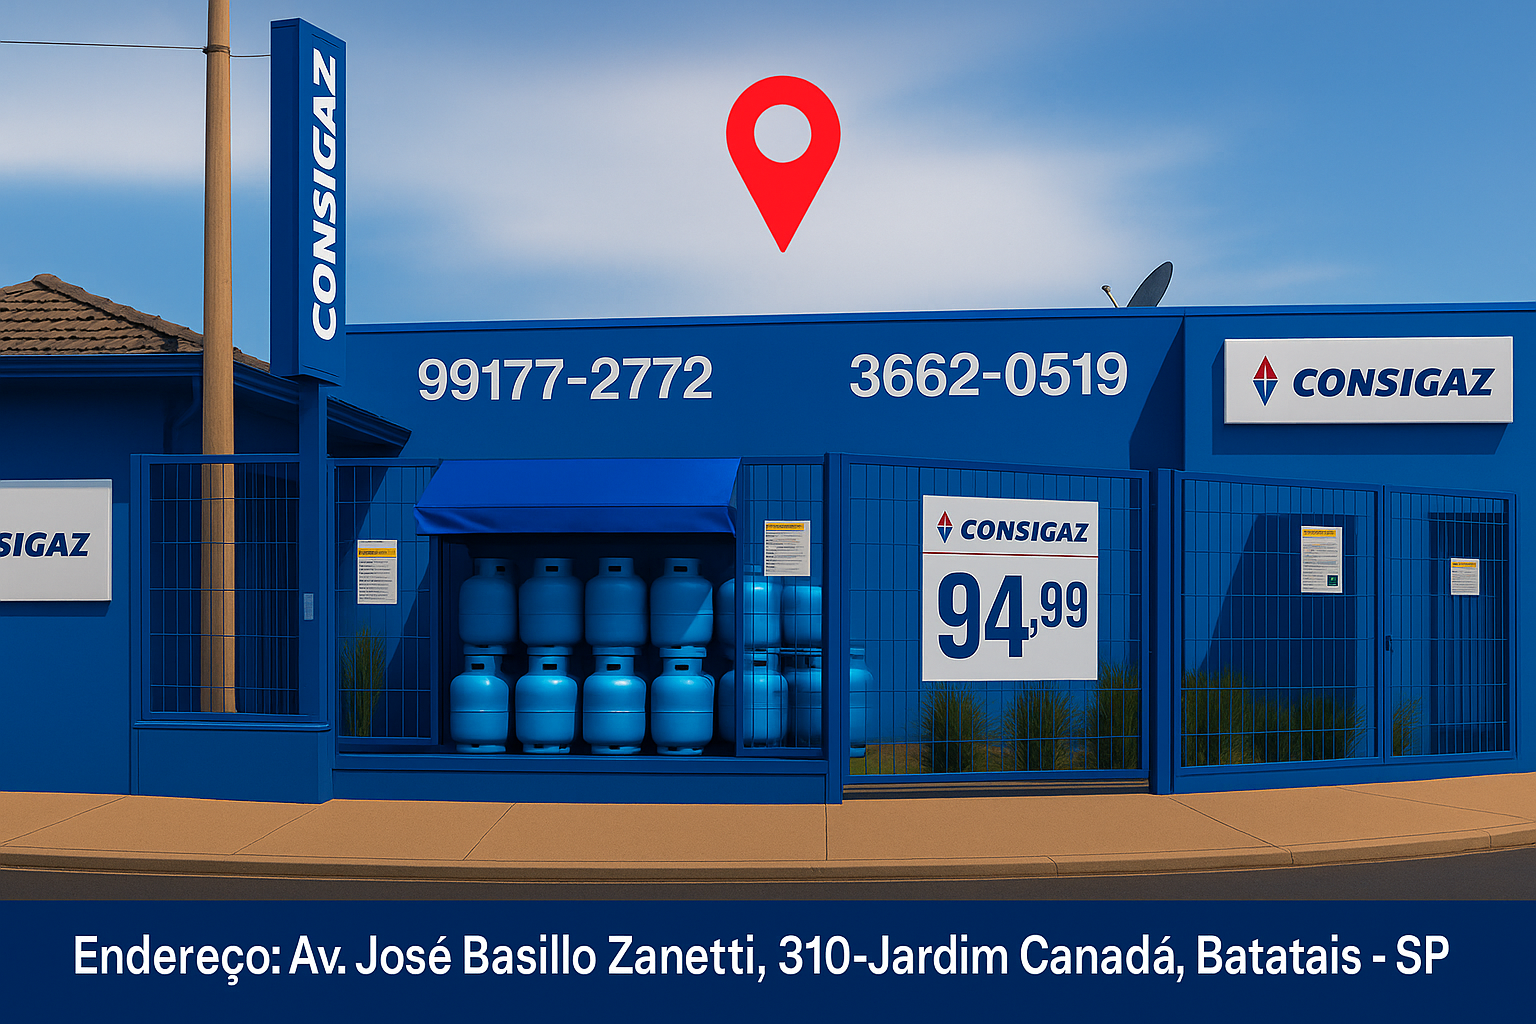 CONSIGAZ
99177-2772
3662-0519
CONSIGAZ
SIGAZ
CONSIGAZ
94,99
Endereço: Av. José Basillo Zanetti, 310-Jardim Canadá, Batatais - SP